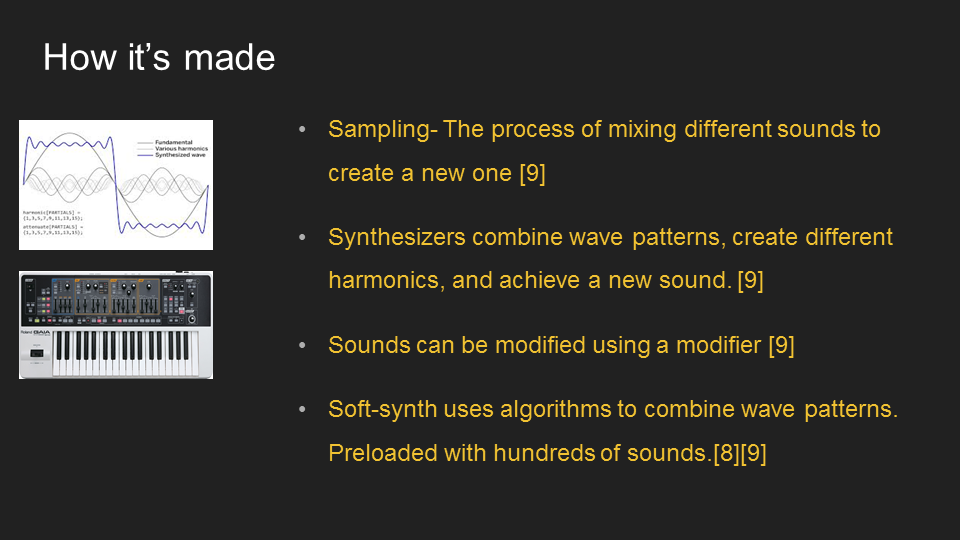 How it’s made
Fundamental
Various harmonics
Synthesized wave
harmonic[PARTIALS] =
{1,3,5,7,9,11,13,15};
attenuate[PARTIALS] =
{1,3,5,7,9,11,13,15};
Roland GAIA
• Sampling- The process of mixing different sounds to
create a new one [9]
• Synthesizers combine wave patterns, create different
harmonics, and achieve a new sound. [9]
• Sounds can be modified using a modifier [9]
• Soft-synth uses algorithms to combine wave patterns.
Preloaded with hundreds of sounds.[8][9]